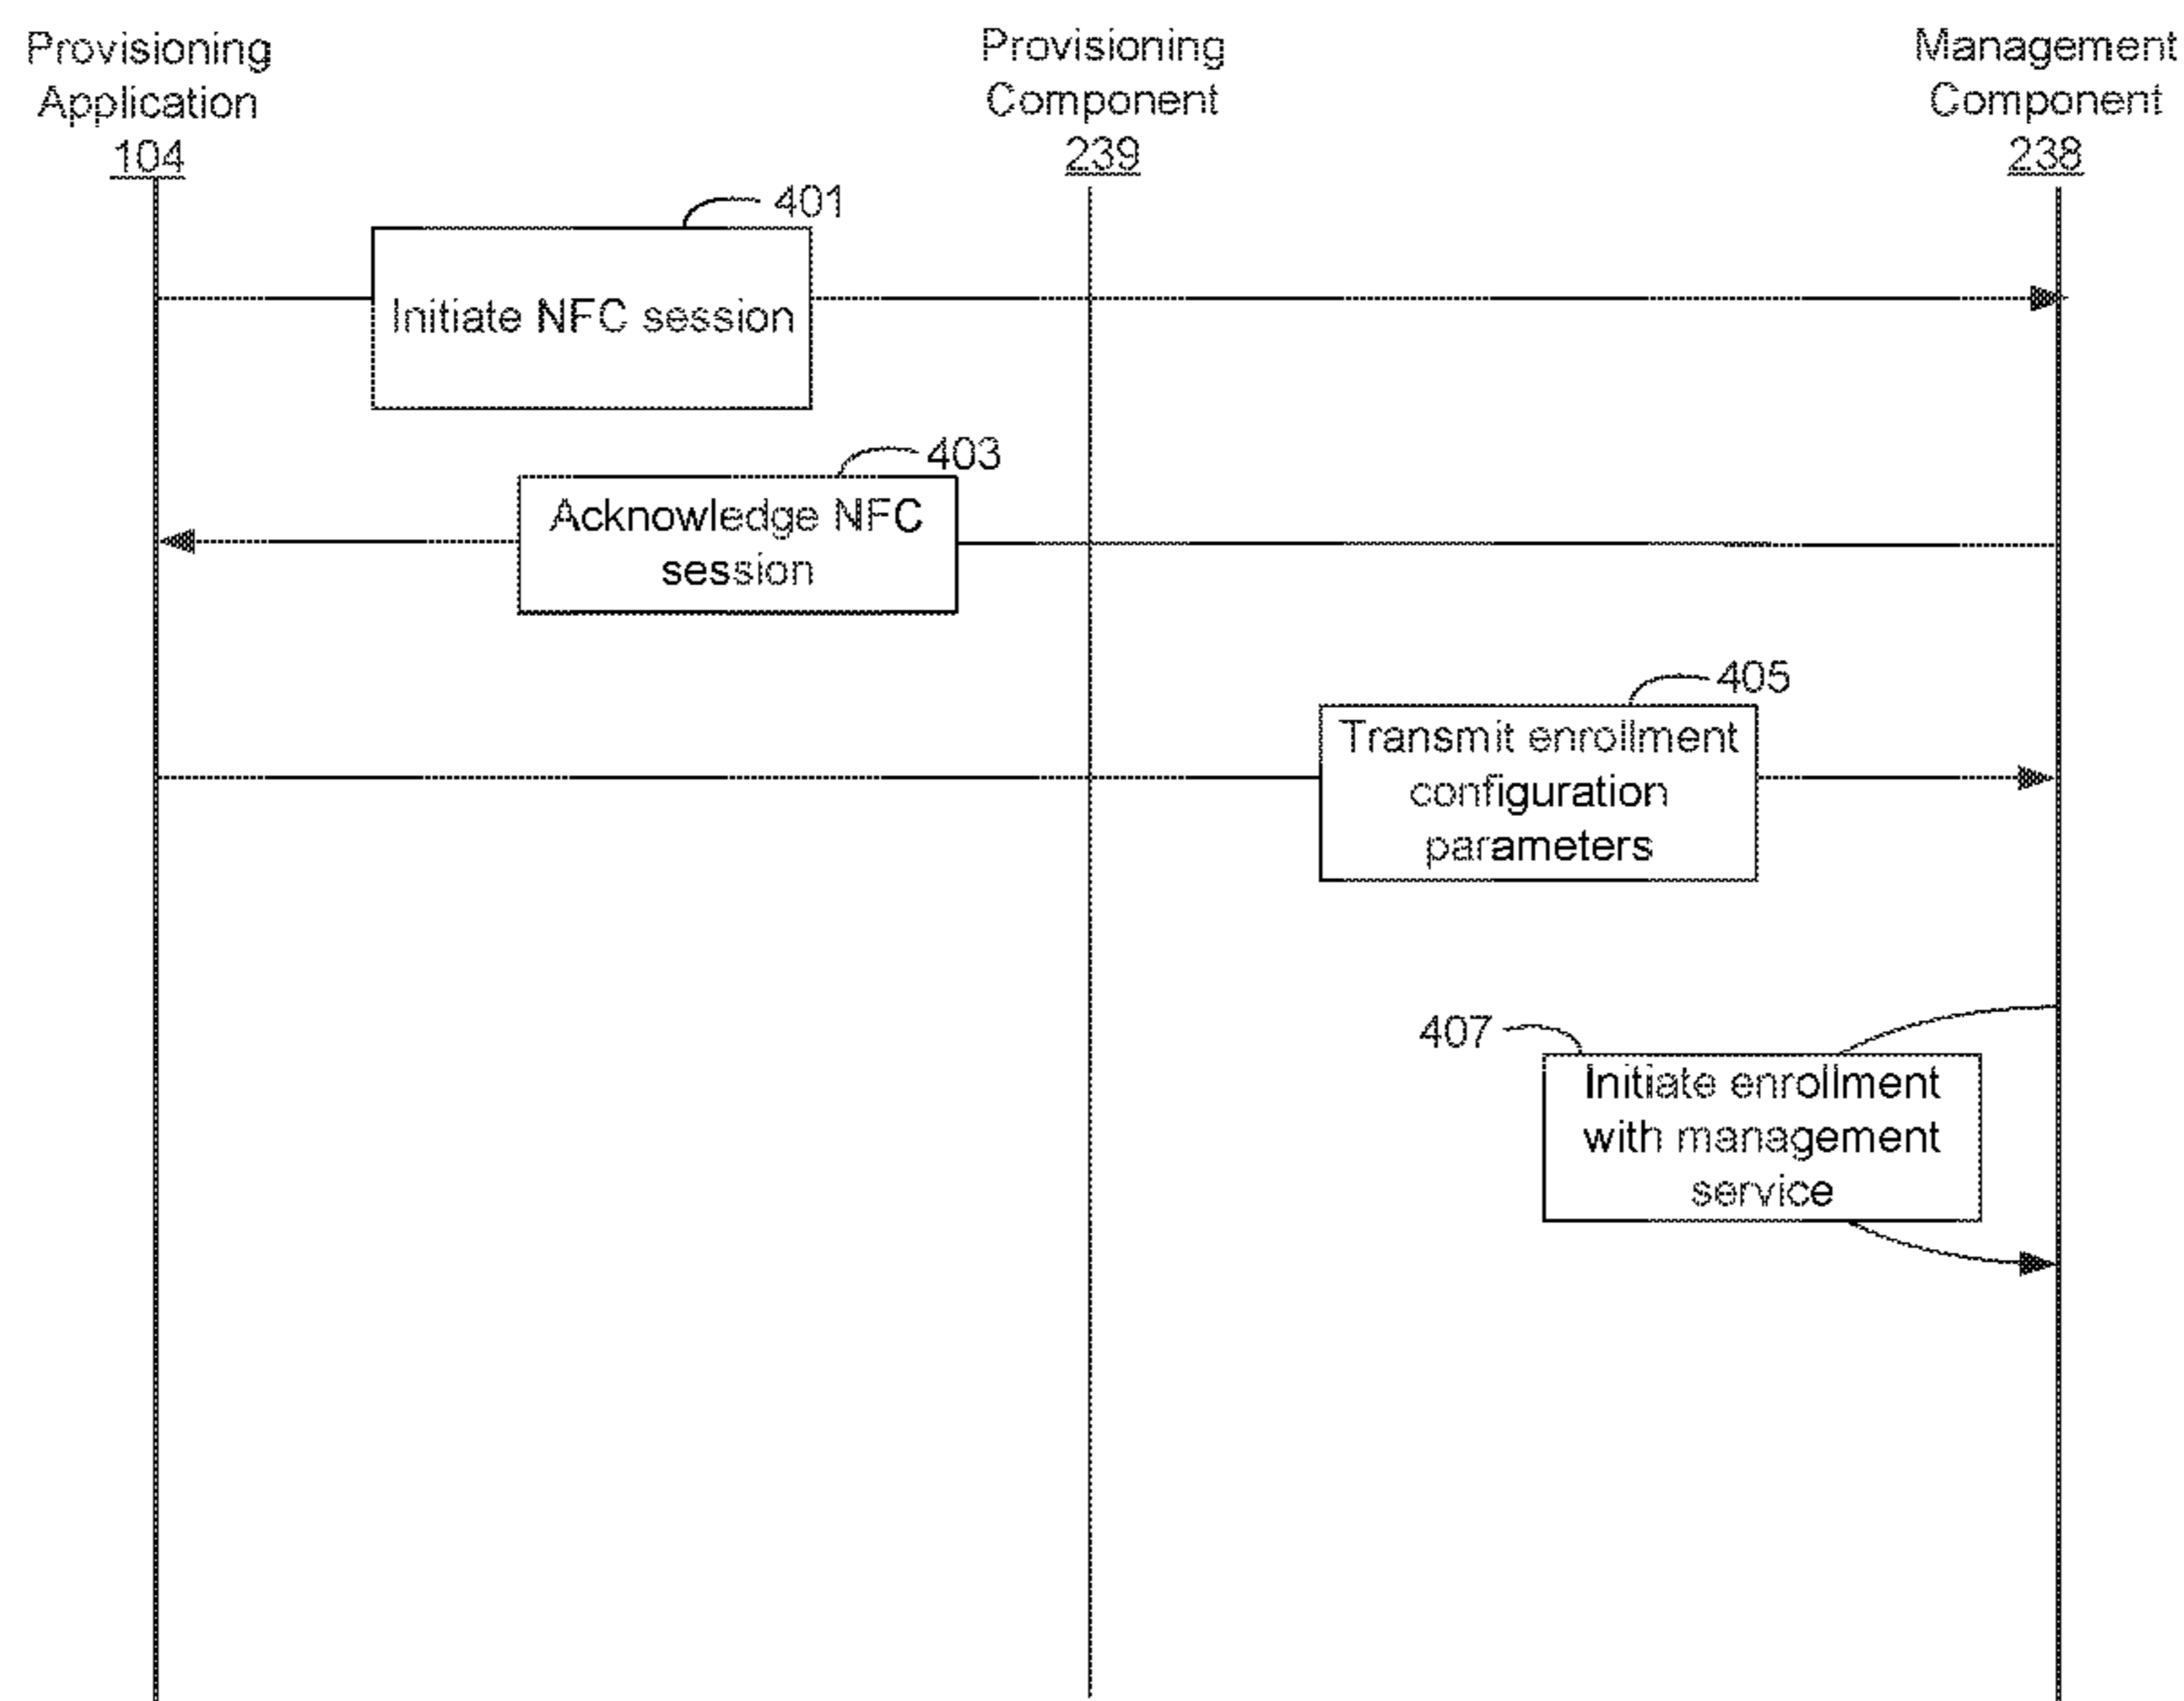 Provisioning
Application
104
Provisioning
Component
239
Management
Component
238
401
Initiate NFC session
403
Acknowledge NFC
session
405
Transmit enrollment
configuration
parameters
407
Initiate enrollment
with management
service